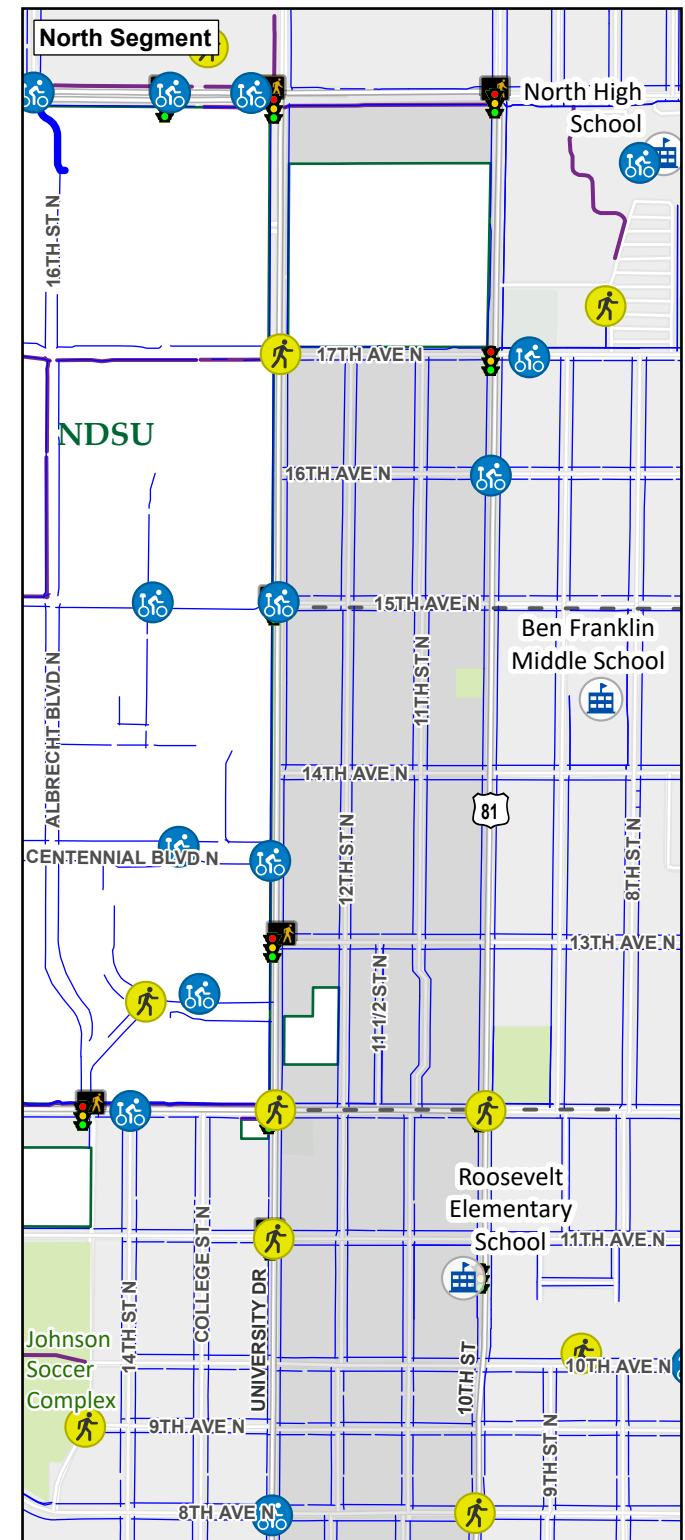 North Segment
North High
School
16TH ST N
17TH AVE N
NDSU
16TH AVE N
15TH AVE N
Ben Franklin
Middle School
11TH ST N
ALBRECHT BLVD N
14TH AVE N
81
12TH ST N
8TH ST N
CENTENNIAL BLVD N
13TH AVE N
11 1/2 ST N
Roosevelt
Elementary
School
11TH AVE N
COLLEGE ST N
14TH ST N
UNIVERSITY DR
10TH ST
Johnson
Soccer
Complex
10TH AVE N
9TH AVE N
9TH ST N
8TH AVE N